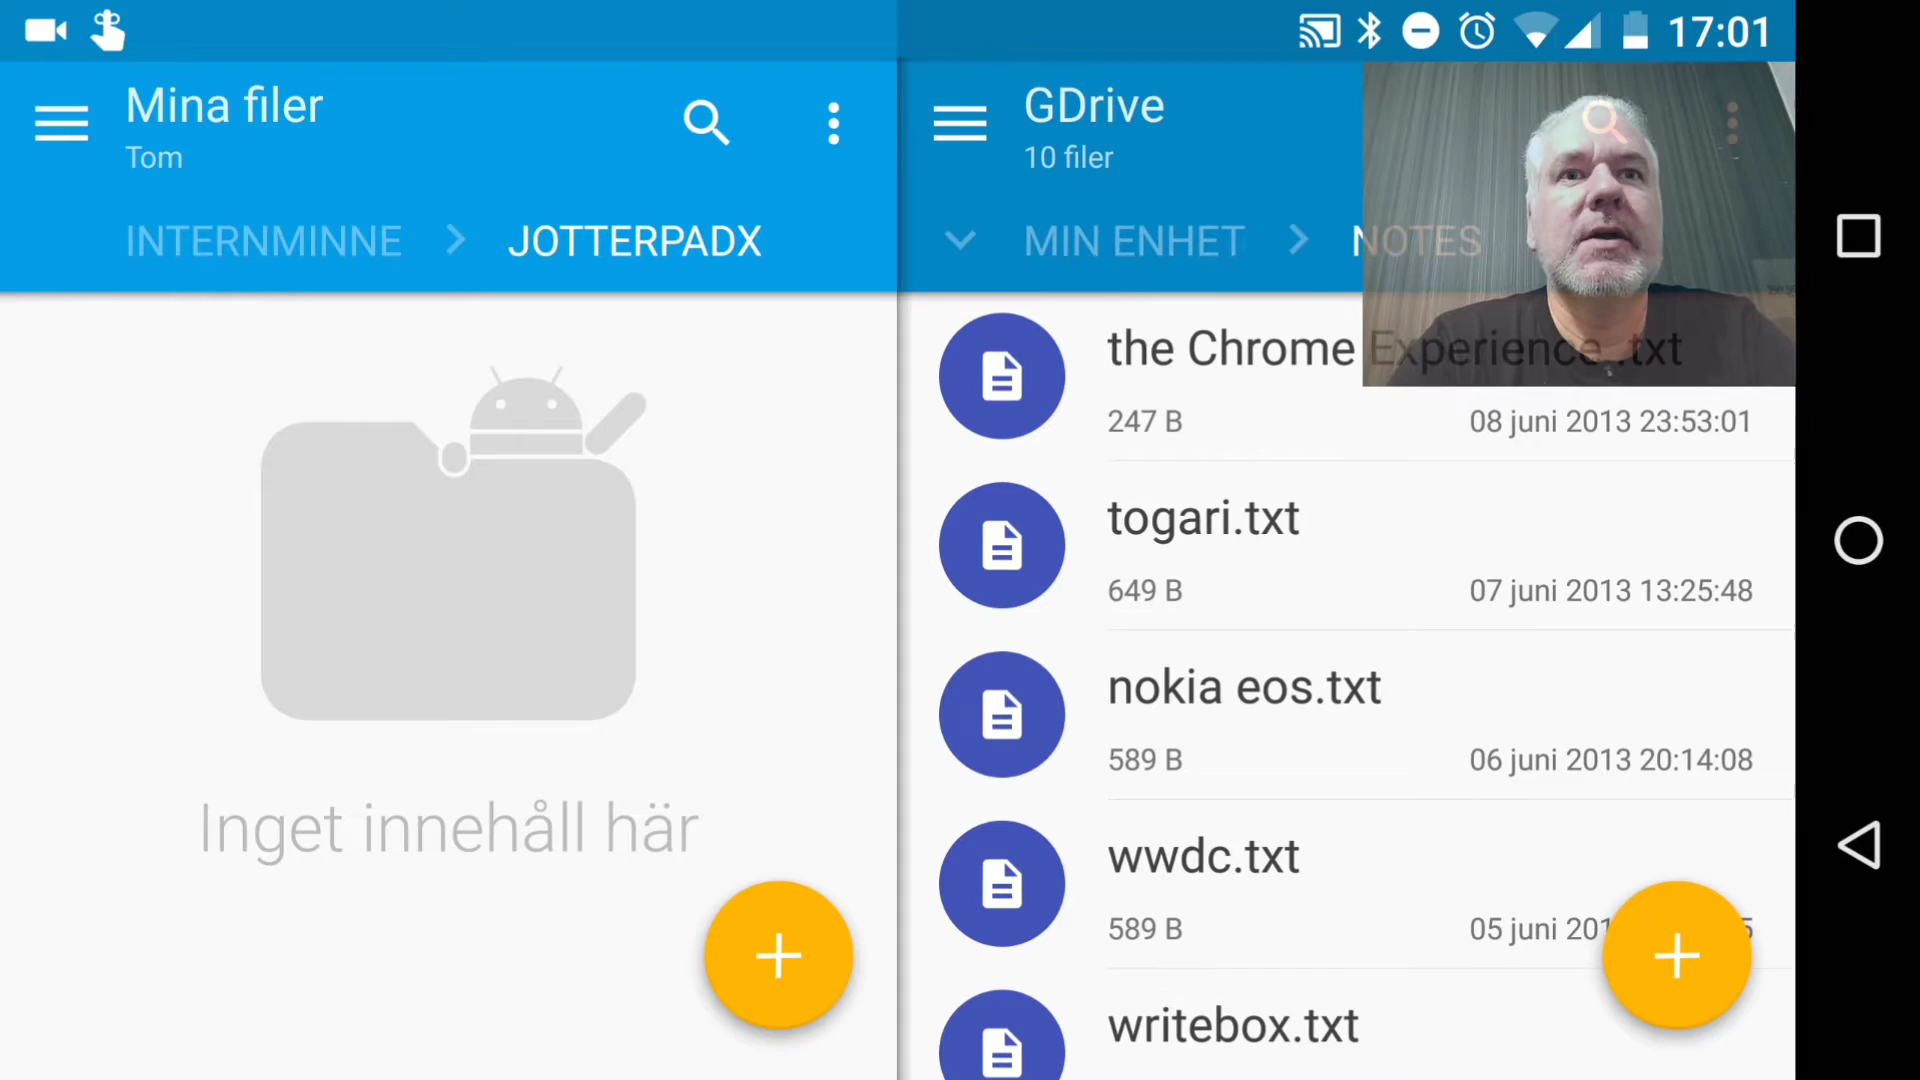 17:01
Mina filer
Tom
INTERNMINNE > JOTTERPADX
Inget innehåll här
GDrive
10 filer
MIN ENHET > NOTES
the Chrome Experience .txt
247 B 08 juni 2013 23:53:01
togari.txt
649 B 07 juni 2013 13:25:48
nokia eos.txt
589 B 06 juni 2013 20:14:08
wwdc.txt
589 B 05 juni
writebox.txt